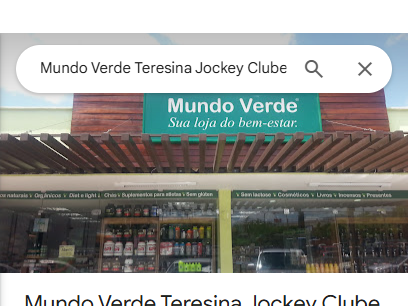 Mundo Verde Teresina Jockey Clube
Mundo Verde
Sua loja do bem-estar.
s naturais Orgânicos Diet e light Chás Suplementos para atletas Sem glúten Sem lactose Cosméticos Livros Incensos Presentes
Mundo Verde Teresina Jockey Clube